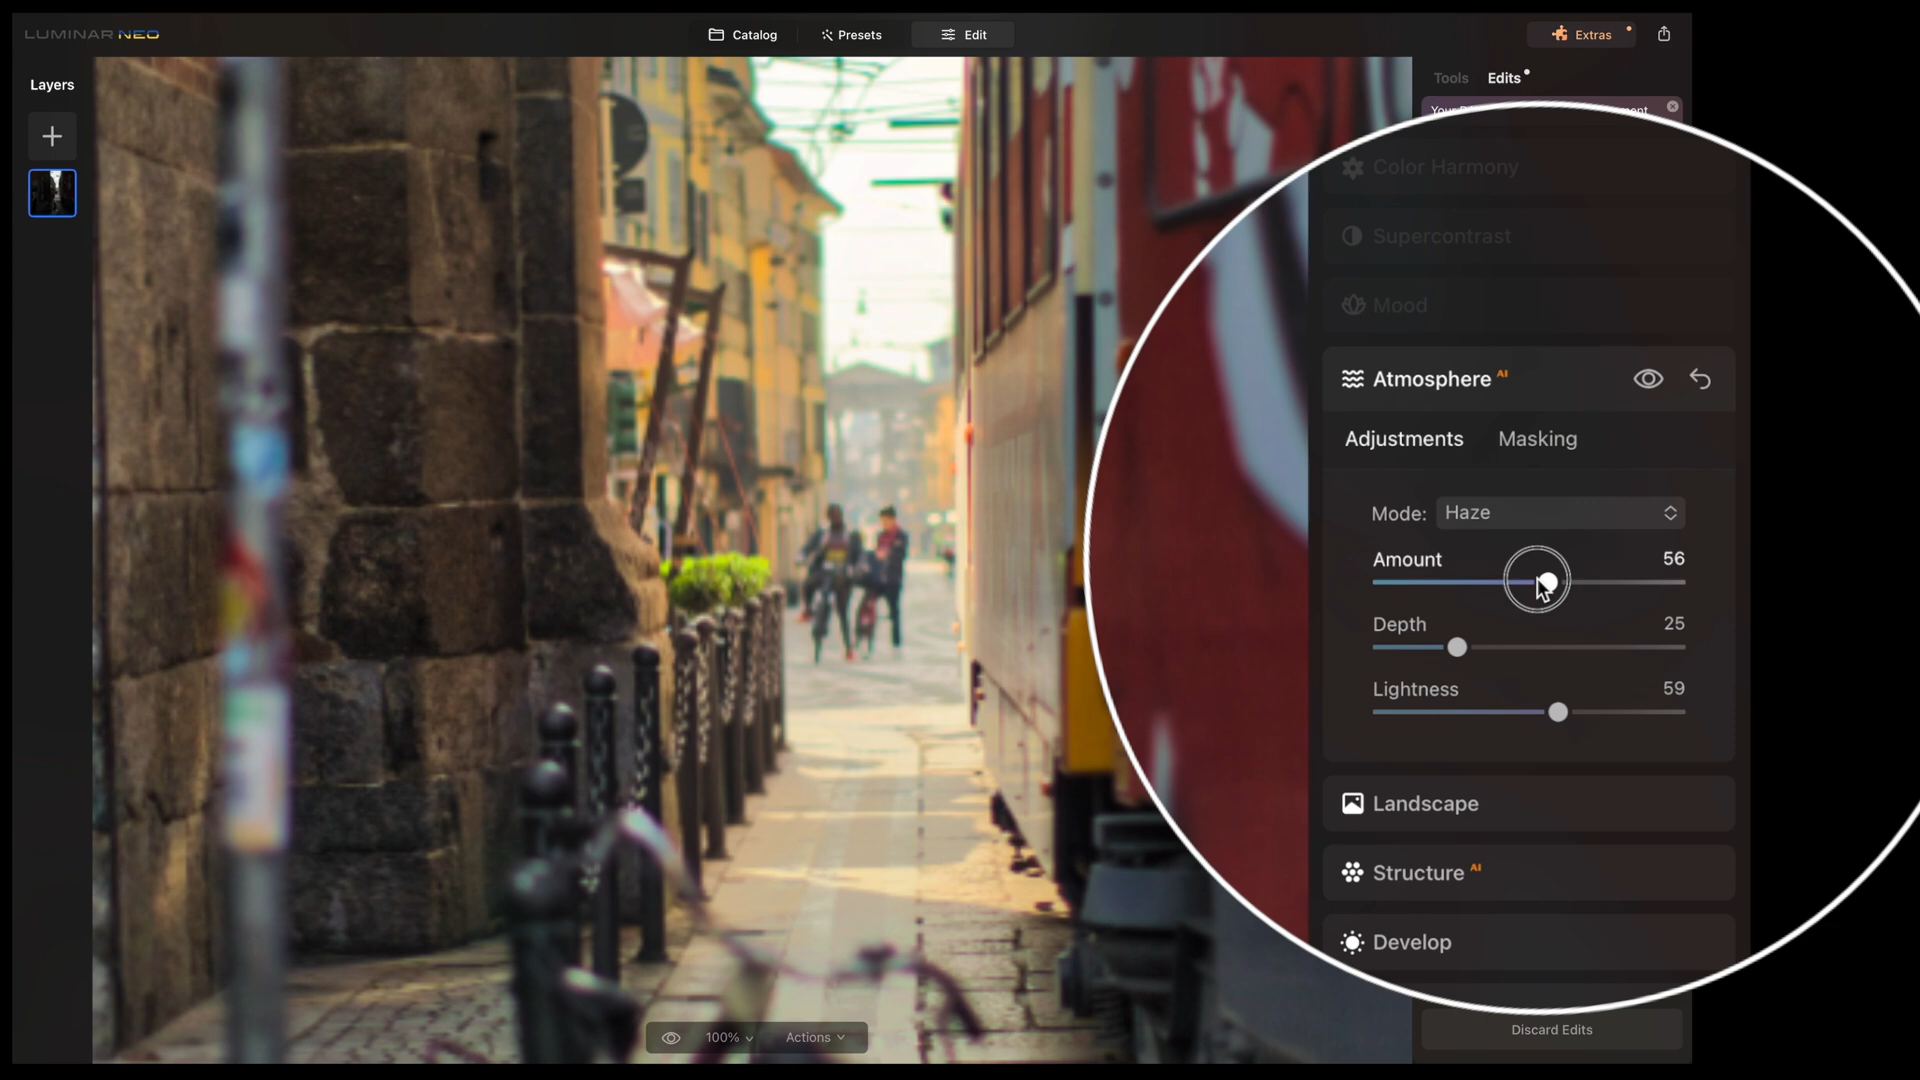 LUMINAR NEO
Catalog
Presets
Edit
Extras
Layers
Tools
Edits
Color Harmony
Supercontrast
Mood
Atmosphere AI
Adjustments
Masking
Mode: Haze
Amount 56
Depth 25
Lightness 59
Landscape
Structure AI
Develop
100%
Actions
Discard Edits